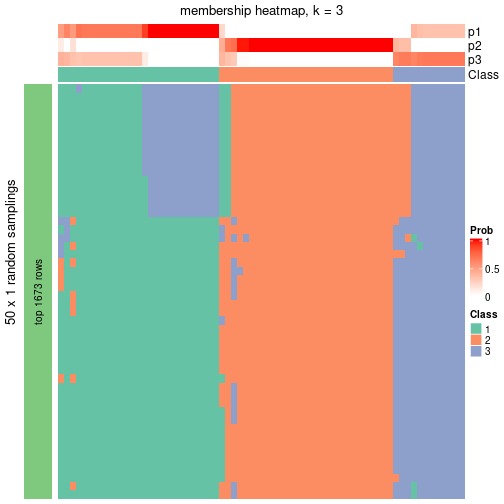 membership heatmap, k = 3
p1
p2
p3
Class
50 x 1 random samplings
top 1673 rows
Prob
1
0.5
0
Class
1
2
3